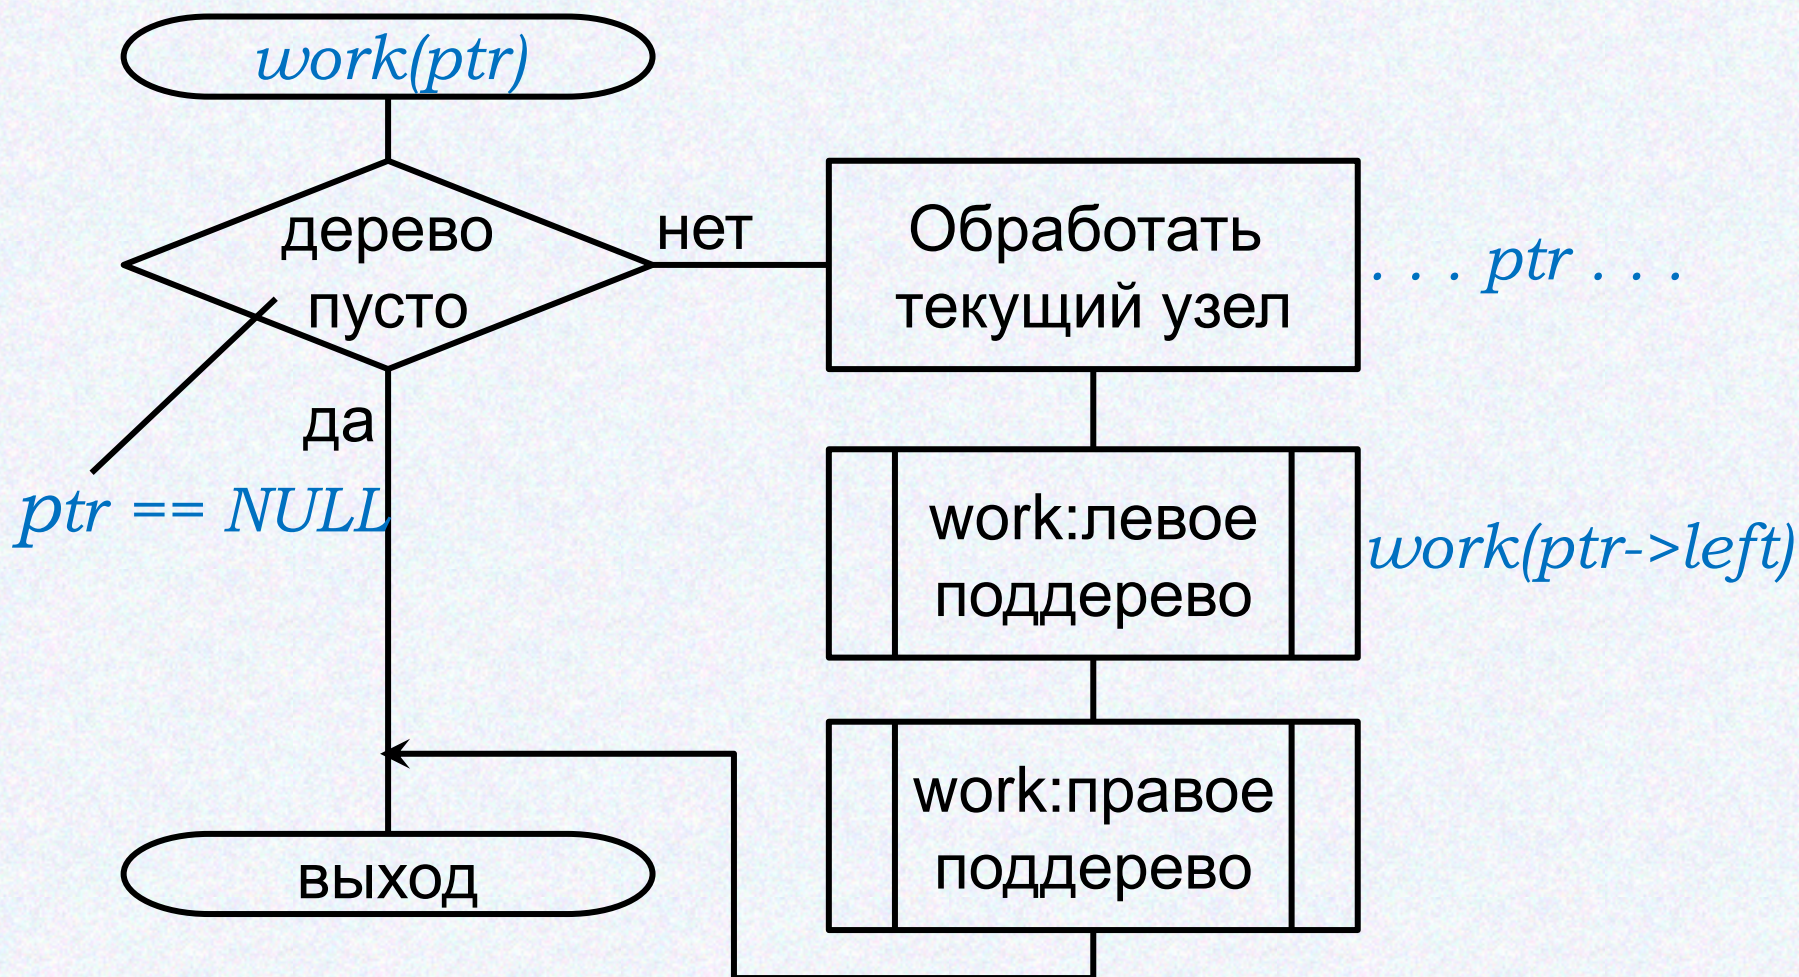 work(ptr)
дерево
пусто
нет
Обработать
текущий узел
. . . ptr . . .
да
ptr == NULL
work:левое
поддерево
work(ptr->left)
work:правое
поддерево
выход